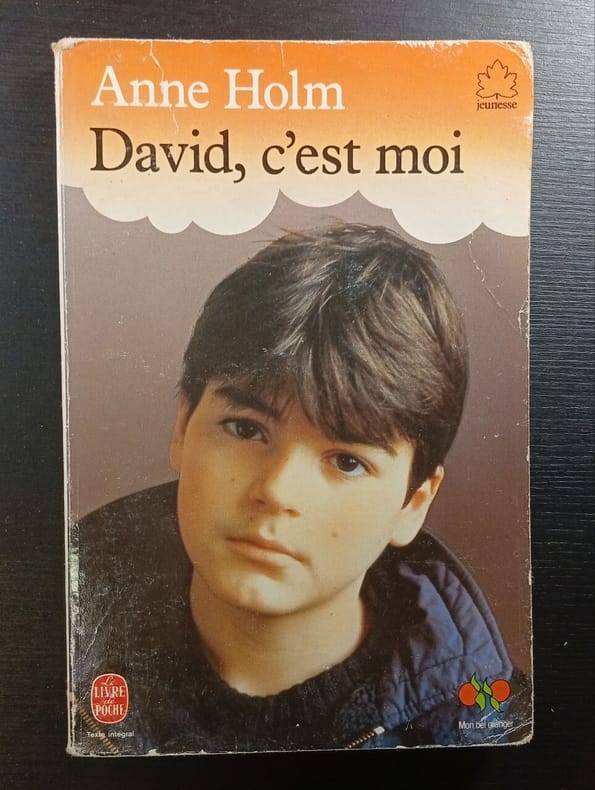 Anne Holm
jeunesse
David, c'est moi
Le
LIVRE
de
POCHE
Texte intégral
Mon bel oranger